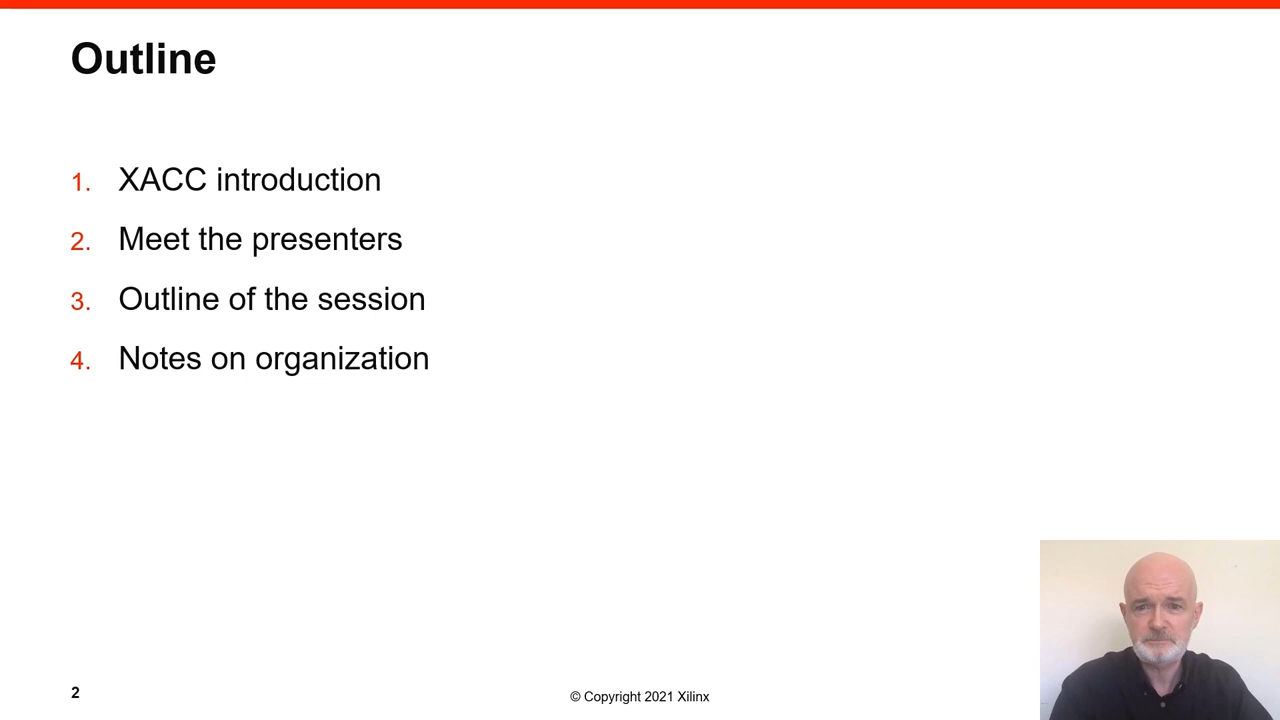 Outline
1. XACC introduction
2. Meet the presenters
3. Outline of the session
4. Notes on organization
2
© Copyright 2021 Xilinx